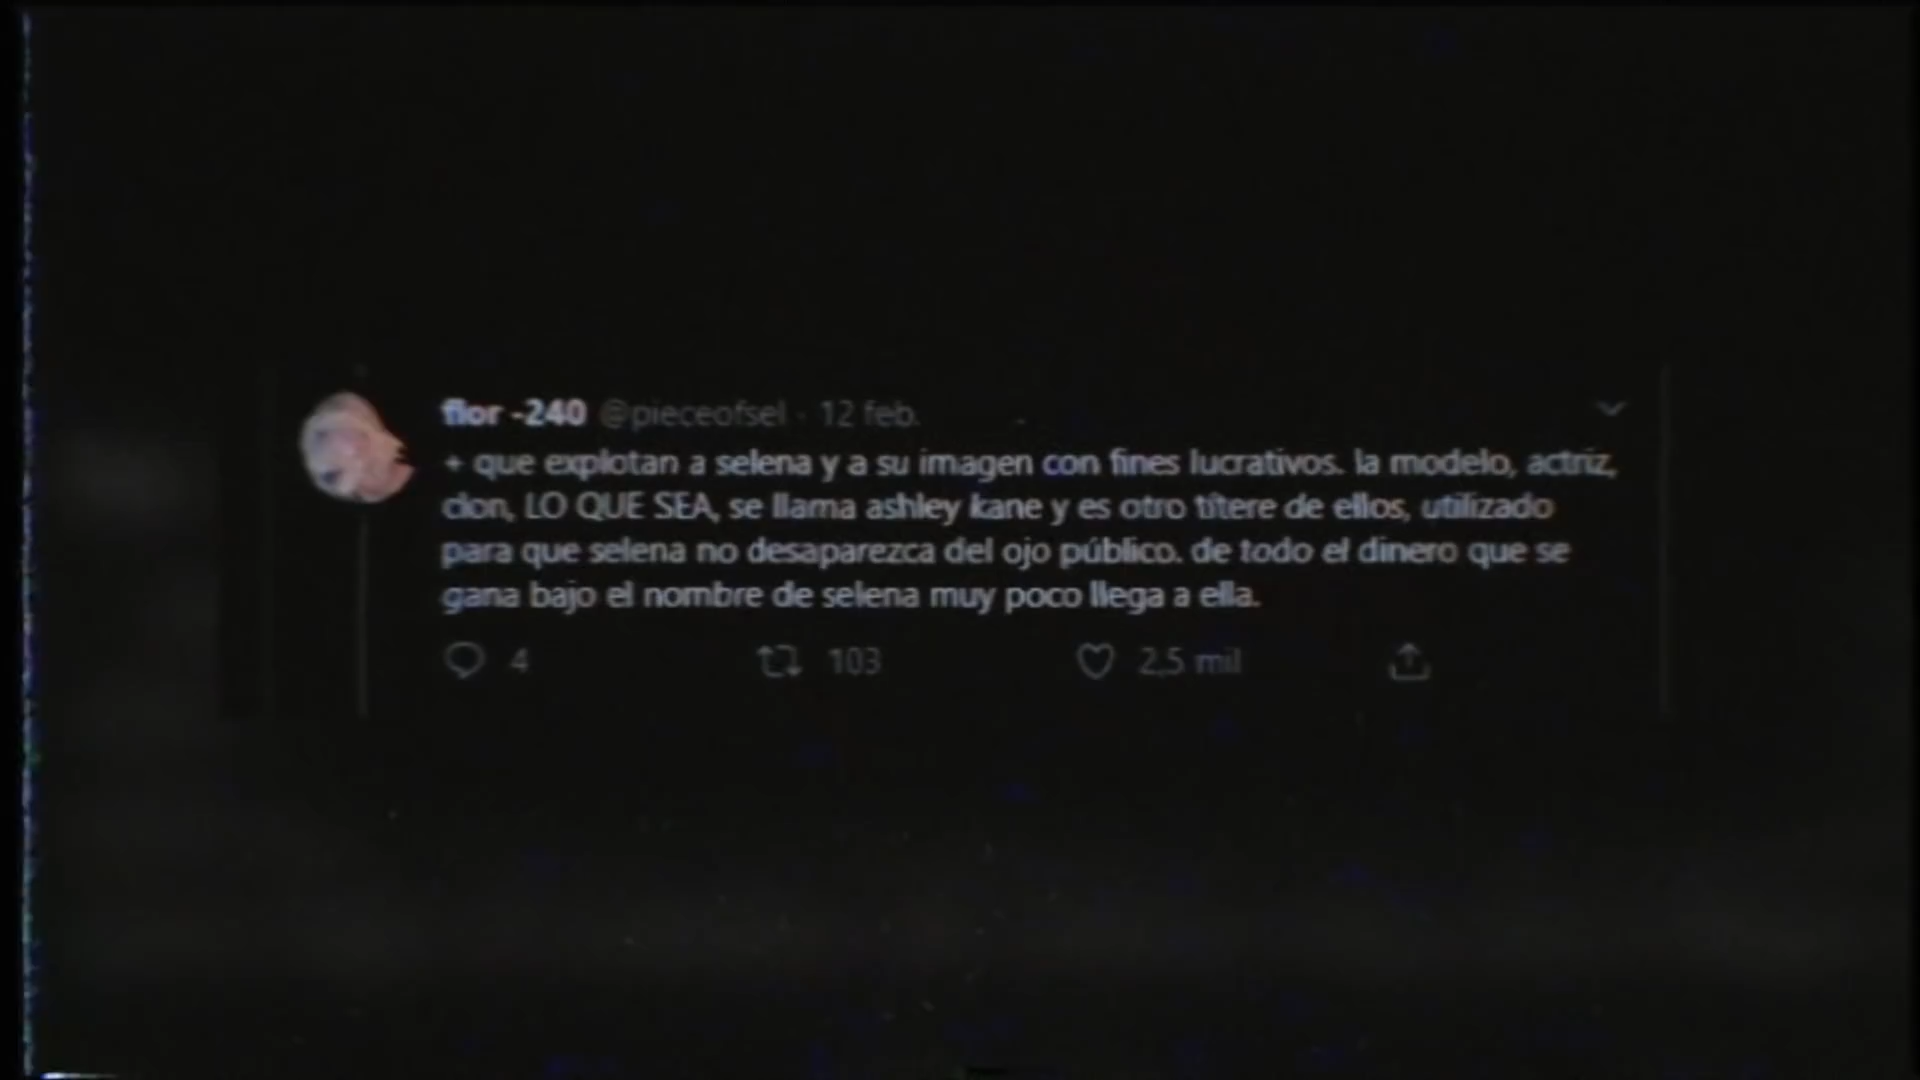 flor -240 @pieceofsel · 12 feb.
+ que explotan a selena y a su imagen con fines lucrativos. la modelo, actriz,
clon, LO QUE SEA, se llama ashley kane y es otro títere de ellos, utilizado
para que selena no desaparezca del ojo público. de todo el dinero que se
gana bajo el nombre de selena muy poco llega a ella.
4 103 2,5 mil